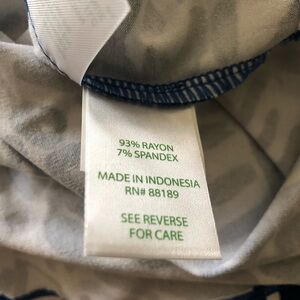 93% RAYON
7% SPANDEX
MADE IN INDONESIA
RN# 88189
SEE REVERSE
FOR CARE